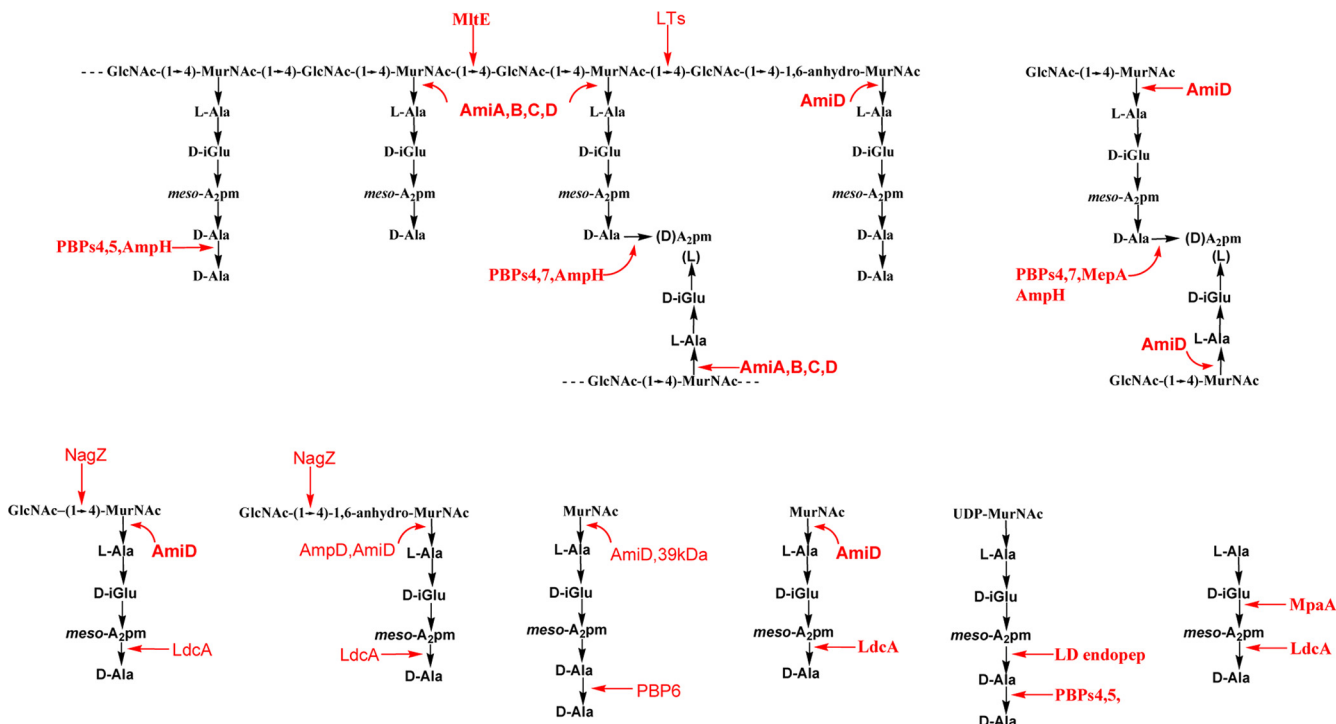 MltE
LTs
--- GlcNAc-(1→4)-MurNAc-(1→4)-GlcNAc-(1→4)-MurNAc-(1→4)-GlcNAc-(1→4)-MurNAc-(1→4)-GlcNAc-(1→4)-1,6-anhydro-MurNAc
GlcNAc-(1→4)-MurNAc
AmiA,B,C,D
AmiD
AmiD
L-Ala
L-Ala
L-Ala
L-Ala
L-Ala
D-iGlu
D-iGlu
D-iGlu
D-iGlu
D-iGlu
meso-A₂pm
meso-A₂pm
meso-A₂pm
meso-A₂pm
meso-A₂pm
D-Ala
D-Ala
D-Ala
(D)A₂pm
D-Ala
D-Ala
(D)A₂pm
PBPs4,5,AmpH
(L)
(L)
D-Ala
PBPs4,7,AmpH
D-Ala
PBPs4,7,MepA
AmpH
D-iGlu
D-iGlu
L-Ala
L-Ala
AmiD
AmiA,B,C,D
--- GlcNAc-(1→4)-MurNAc---
GlcNAc-(1→4)-MurNAc
NagZ
NagZ
GlcNAc-(1→4)-MurNAc
GlcNAc-(1→4)-1,6-anhydro-MurNAc
MurNAc
MurNAc
UDP-MurNAc
L-Ala
AmiD
AmpD,AmiD
L-Ala
L-Ala
AmiD,39kDa
L-Ala
AmiD
L-Ala
L-Ala
D-iGlu
D-iGlu
D-iGlu
D-iGlu
D-iGlu
D-iGlu
MpaA
meso-A₂pm
meso-A₂pm
meso-A₂pm
meso-A₂pm
meso-A₂pm
meso-A₂pm
LdcA
LdcA
LdcA
LD endopep
LdcA
D-Ala
D-Ala
D-Ala
D-Ala
D-Ala
D-Ala
PBP6
PBPs4,5,
D-Ala
D-Ala